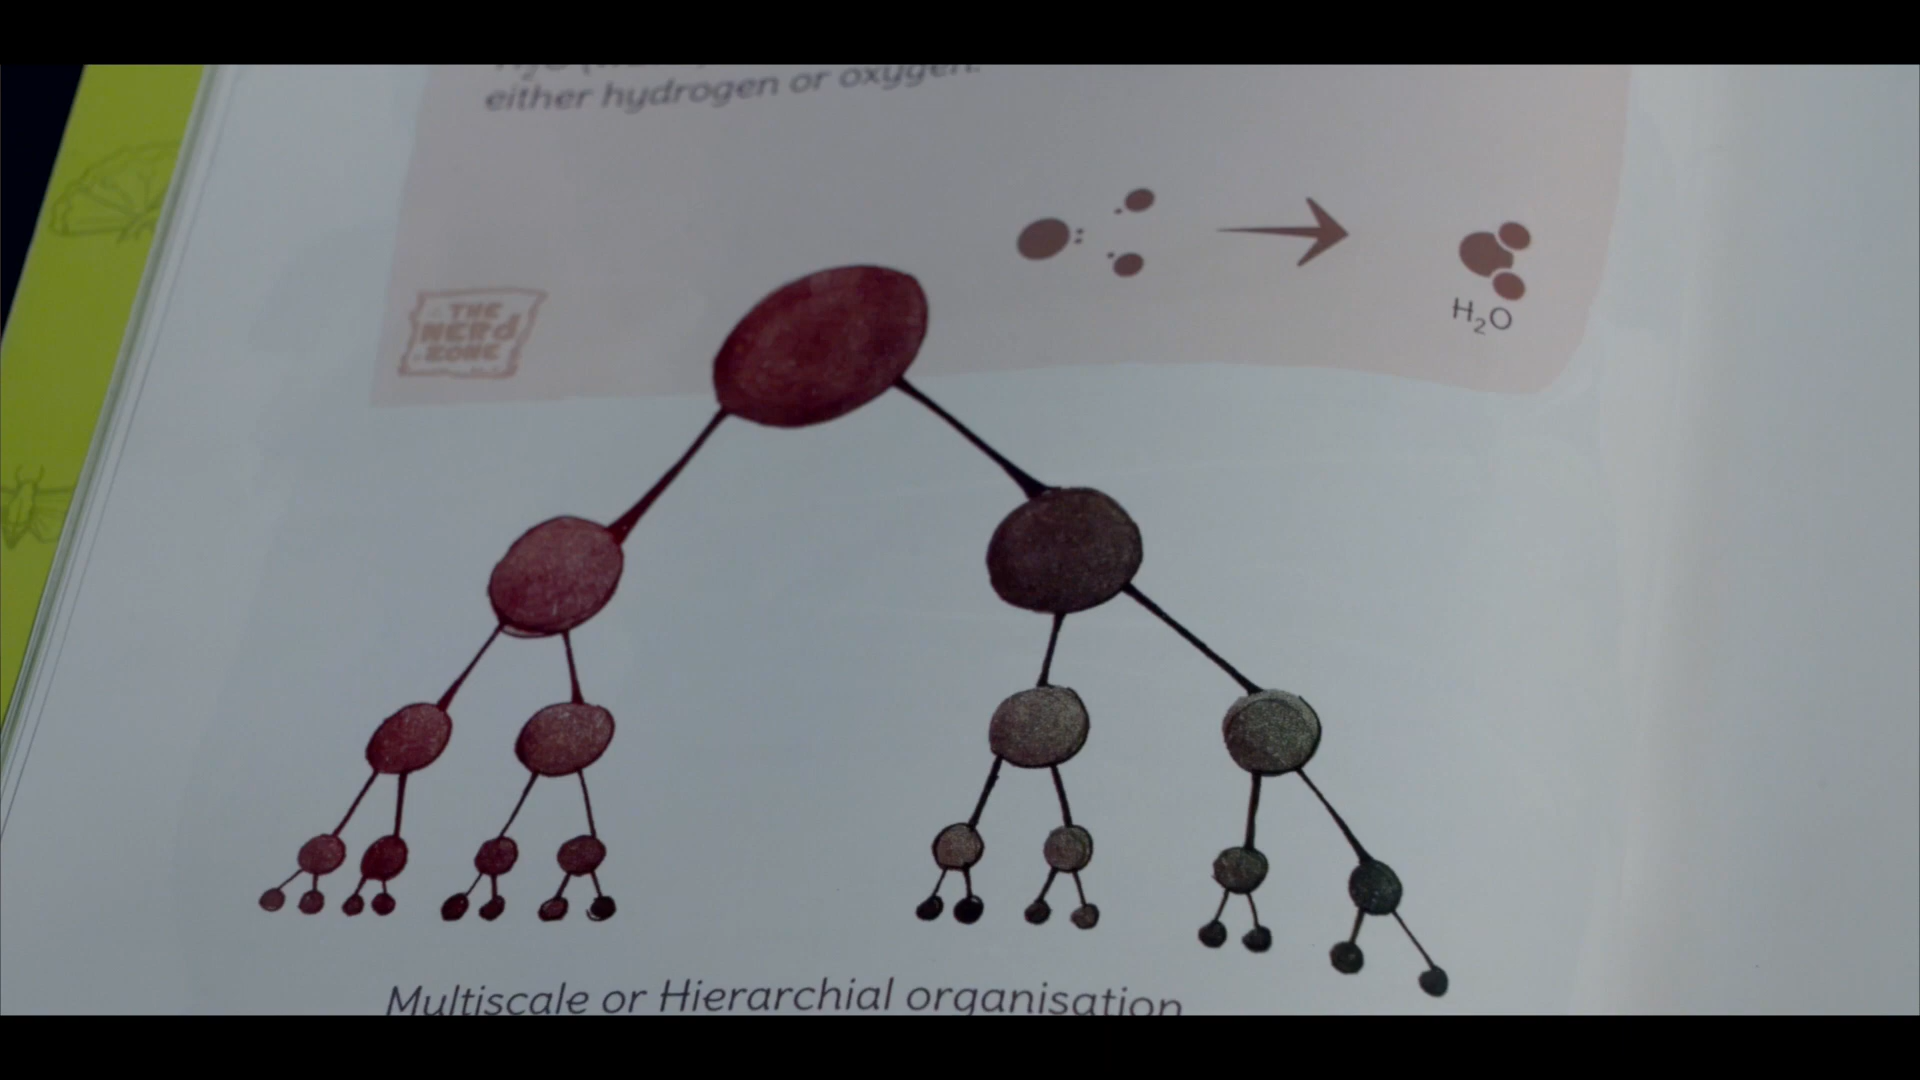 either hydrogen or oxygen.
THE
NERd
ZONE
H₂O
Multiscale or Hierarchial organisation